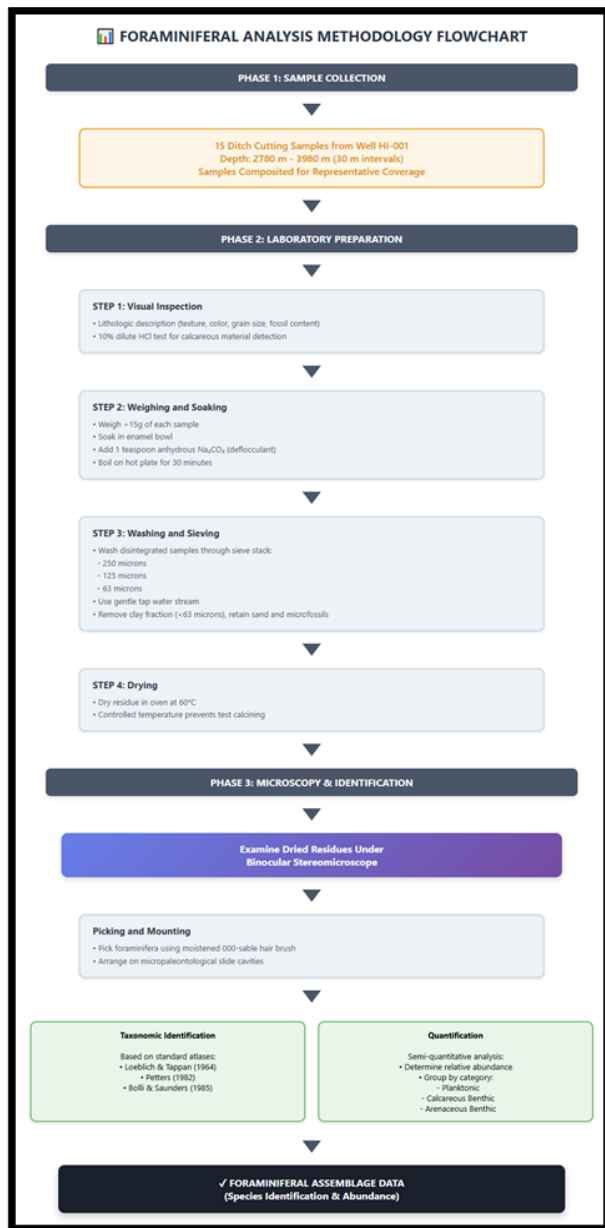 📊 FORAMINIFERAL ANALYSIS METHODOLOGY FLOWCHART
PHASE 1: SAMPLE COLLECTION
15 Ditch Cutting Samples from Well HI-001
Depth: 2780 m - 3980 m (30 m intervals)
Samples Composited for Representative Coverage
PHASE 2: LABORATORY PREPARATION
STEP 1: Visual Inspection
• Lithologic description (texture, color, grain size, fossil content)
• 10% dilute HCl test for calcareous material detection
STEP 2: Weighing and Soaking
• Weigh ~15g of each sample
• Soak in enamel bowl
• Add 1 teaspoon anhydrous Na₂CO₃ (deflocculant)
• Boil on hot plate for 30 minutes
STEP 3: Washing and Sieving
• Wash disintegrated samples through sieve stack:
- 250 microns
- 125 microns
- 63 microns
• Use gentle tap water stream
• Remove clay fraction (<63 microns), retain sand and microfossils
STEP 4: Drying
• Dry residue in oven at 60°C
• Controlled temperature prevents test calcining
PHASE 3: MICROSCOPY & IDENTIFICATION
Examine Dried Residues Under
Binocular Stereomicroscope
Picking and Mounting
• Pick foraminifera using moistened 000-sable hair brush
• Arrange on micropaleontological slide cavities
Taxonomic Identification
Based on standard atlases:
• Loeblich & Tappan (1964)
• Petters (1982)
• Bolli & Saunders (1985)
Quantification
Semi-quantitative analysis:
• Determine relative abundance
• Group by category:
- Planktonic
- Calcareous Benthic
- Arenaceous Benthic
✓ FORAMINIFERAL ASSEMBLAGE DATA
(Species Identification & Abundance)